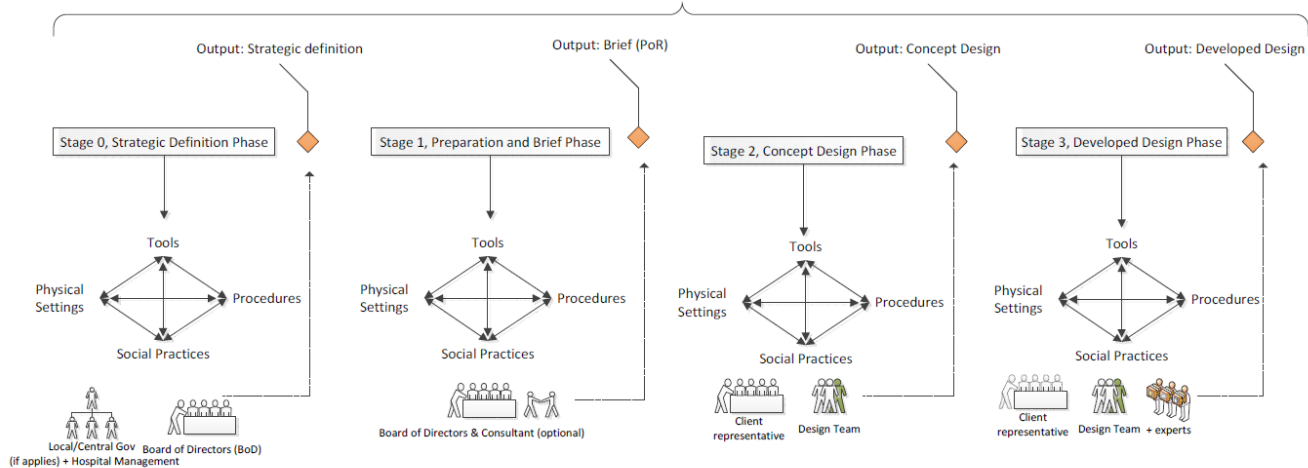 Output: Strategic definition
Output: Brief (PoR)
Output: Concept Design
Output: Developed Design
Stage 0, Strategic Definition Phase
Stage 1, Preparation and Brief Phase
Stage 2, Concept Design Phase
Stage 3, Developed Design Phase
Tools
Physical
Settings
Procedures
Social Practices
Tools
Physical
Settings
Procedures
Social Practices
Tools
Physical
Settings
Procedures
Social Practices
Tools
Physical
Settings
Procedures
Social Practices
Local/Central Gov
(if applies) + Hospital Management
Board of Directors (BoD)
Board of Directors & Consultant (optional)
Client
representative
Design Team
Client
representative
Design Team
+ experts